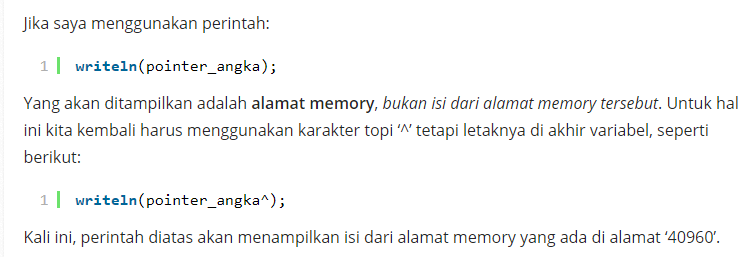 Jika saya menggunakan perintah:
1 writeln(pointer_angka);
Yang akan ditampilkan adalah alamat memory, bukan isi dari alamat memory tersebut. Untuk hal
ini kita kembali harus menggunakan karakter topi ‘^’ tetapi letaknya di akhir variabel, seperti
berikut:
1 writeln(pointer_angka^);
Kali ini, perintah diatas akan menampilkan isi dari alamat memory yang ada di alamat ‘40960’.